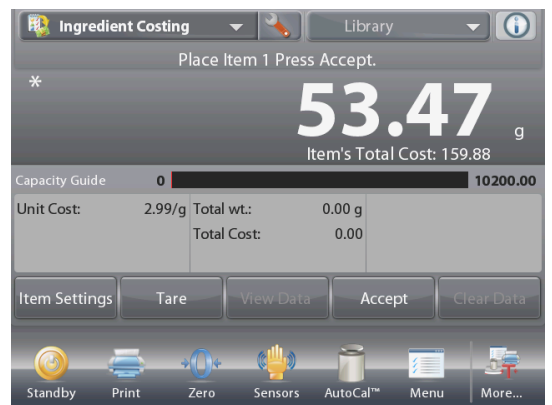 Ingredient Costing
Library
Place Item 1 Press Accept.
*
53.47 g
Item's Total Cost: 159.88
Capacity Guide 0 10200.00
Unit Cost: 2.99/g Total wt.: 0.00 g
Total Cost: 0.00
Item Settings Tare View Data Accept Clear Data
Standby Print Zero Sensors AutoCal™ Menu More...